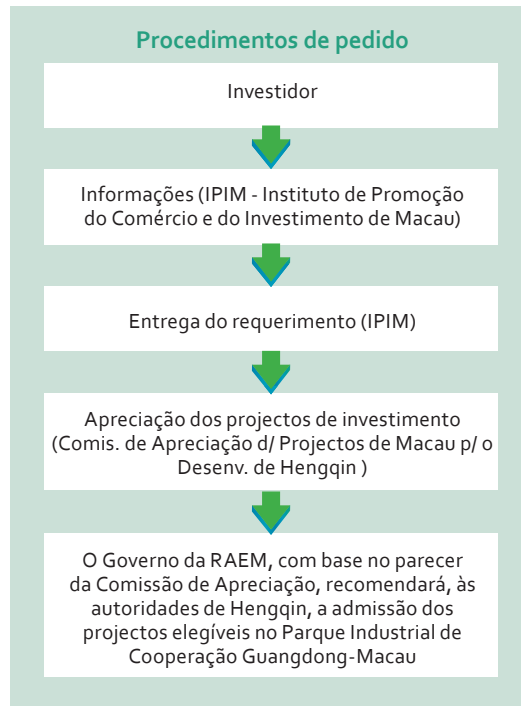 Procedimentos de pedido
Investidor
Informações (IPIM - Instituto de Promoção
do Comércio e do Investimento de Macau)
Entrega do requerimento (IPIM)
Apreciação dos projectos de investimento
(Comis. de Apreciação d/ Projectos de Macau p/ o
Desenv. de Hengqin )
O Governo da RAEM, com base no parecer
da Comissão de Apreciação, recomendará, às
autoridades de Hengqin, a admissão dos
projectos elegíveis no Parque Industrial de
Cooperação Guangdong-Macau